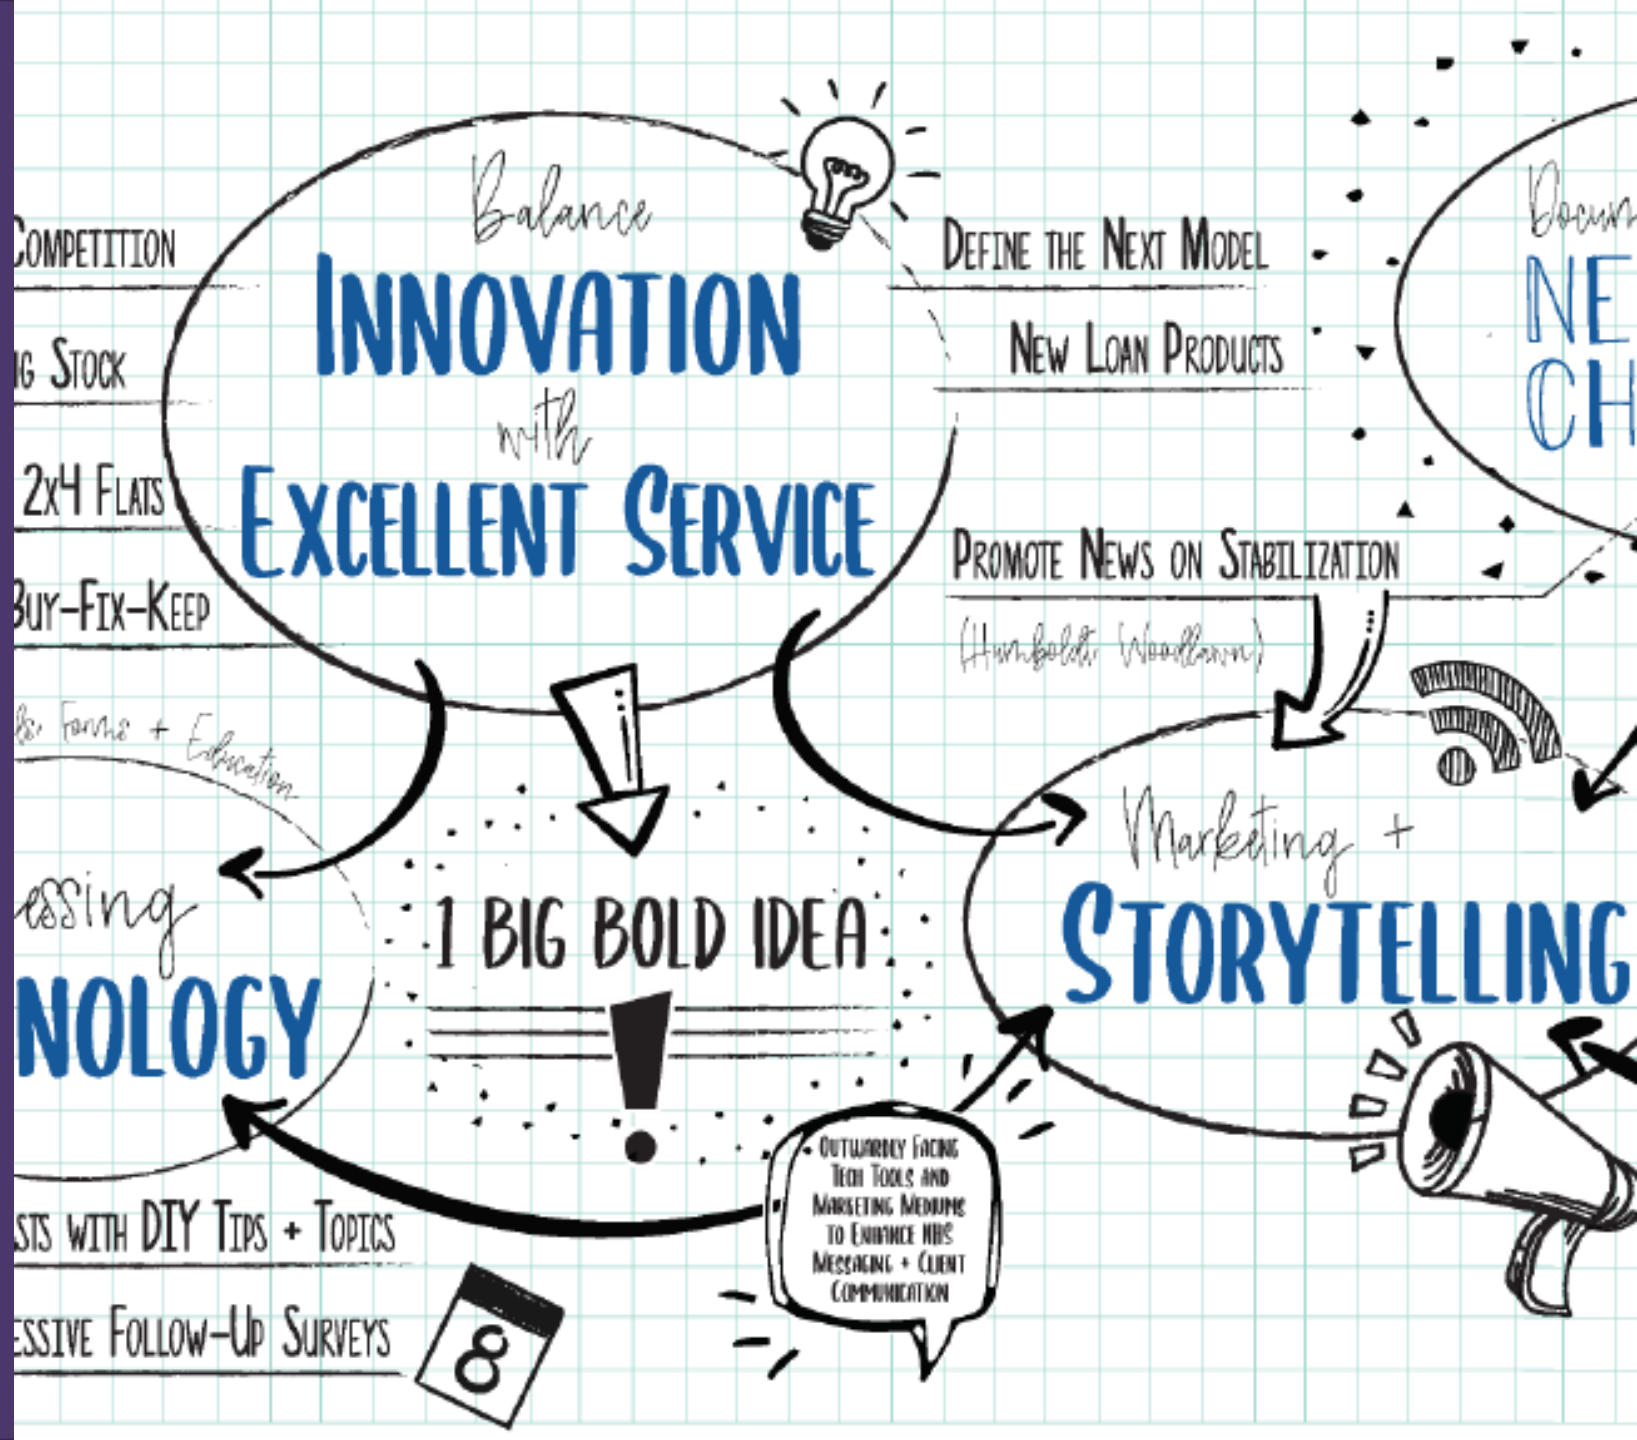 Balance
INNOVATION
with
EXCELLENT SERVICE
COMPETITION
STOCK
2x4 FLATS
BUY-FIX-KEEP
DEFINE THE NEXT MODEL
NEW LOAN PRODUCTS
PROMOTE NEWS ON STABILIZATION
(Humboldt, Woodlawn)
NE
CH
Forms + Education
essing
NOLOGY
1 BIG BOLD IDEA
!
Marketing +
STORYTELLING
OUTWARDLY FACING
TECH TOOLS AND
MARKETING MEDIUMS
TO ENHANCE NHS
MESSAGING + CLIENT
COMMUNICATION
STS WITH DIY TIPS + TOPICS
ESSIVE FOLLOW-UP SURVEYS
8